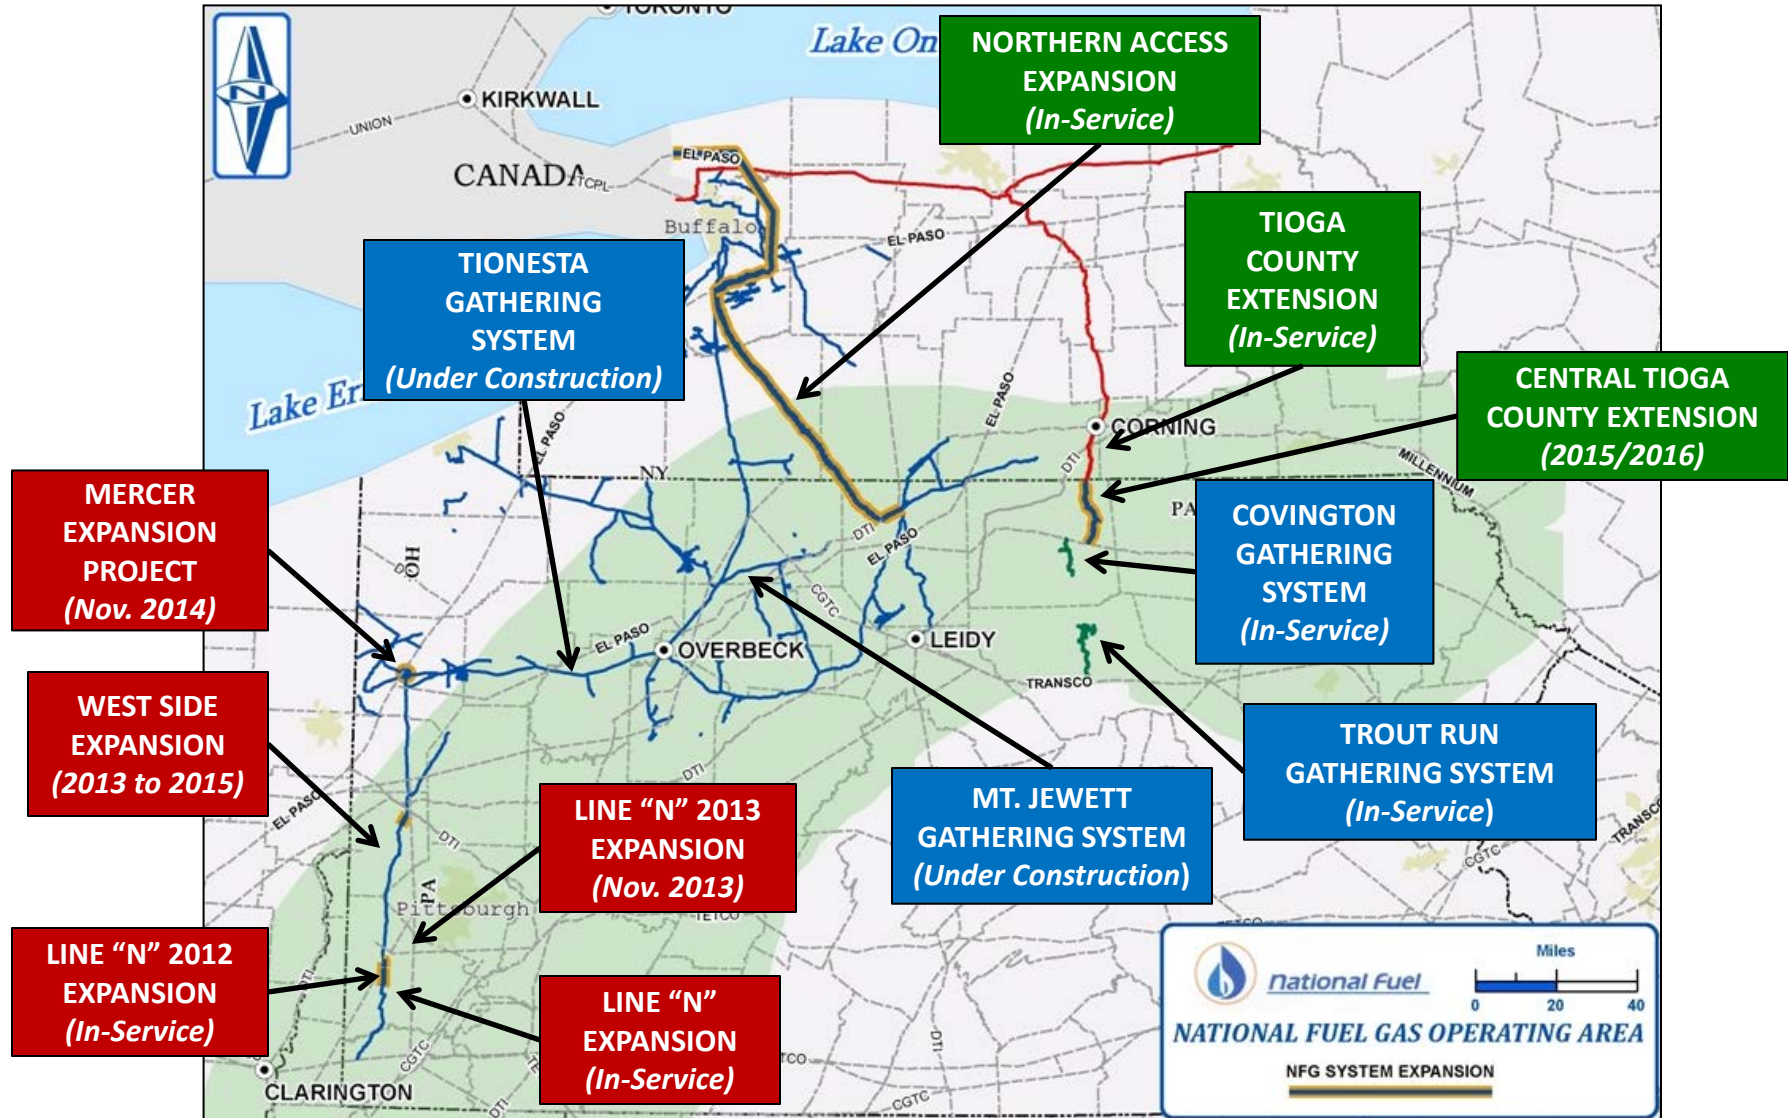 TORONTO
Lake On
NORTHERN ACCESS
EXPANSION
(In-Service)
N
KIRKWALL
UNION
CANADA
TCPL
EL PASO
Buffalo
EL PASO
TIOGA
COUNTY
EXTENSION
(In-Service)
TIONESTA
GATHERING
SYSTEM
(Under Construction)
Lake Er
EL PASO
EL PASO
CENTRAL TIOGA
COUNTY EXTENSION
(2015/2016)
CORNING
DTI
MILLENNIUM
NY
PA
MERCER
EXPANSION
PROJECT
(Nov. 2014)
OH
DTI
EL PASO
CGTC
COVINGTON
GATHERING
SYSTEM
(In-Service)
EL PASO
OVERBECK
LEIDY
TRANSCO
WEST SIDE
EXPANSION
(2013 to 2015)
EL PASO
DTI
DTI
LINE “N” 2013
EXPANSION
(Nov. 2013)
MT. JEWETT
GATHERING SYSTEM
(Under Construction)
TROUT RUN
GATHERING SYSTEM
(In-Service)
TRANSCO
CGTC
PA
Pittsburgh
TETCO
TETCO
LINE “N” 2012
EXPANSION
(In-Service)
DTI
LINE “N”
EXPANSION
(In-Service)
CGTC
TCO
DTI
CLARINGTON
DTI
CGTC
National Fuel
Miles
0 20 40
NATIONAL FUEL GAS OPERATING AREA
NFG SYSTEM EXPANSION